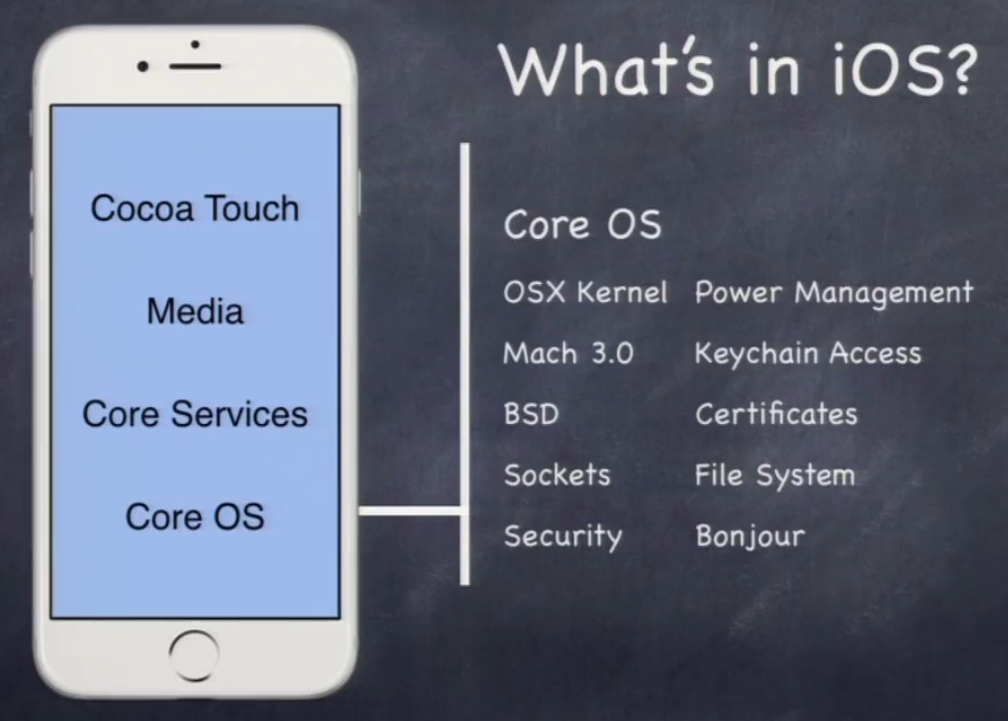 What's in iOS?
Cocoa Touch
Media
Core Services
Core OS
Core OS
OSX Kernel Power Management
Mach 3.0 Keychain Access
BSD Certificates
Sockets File System
Security Bonjour